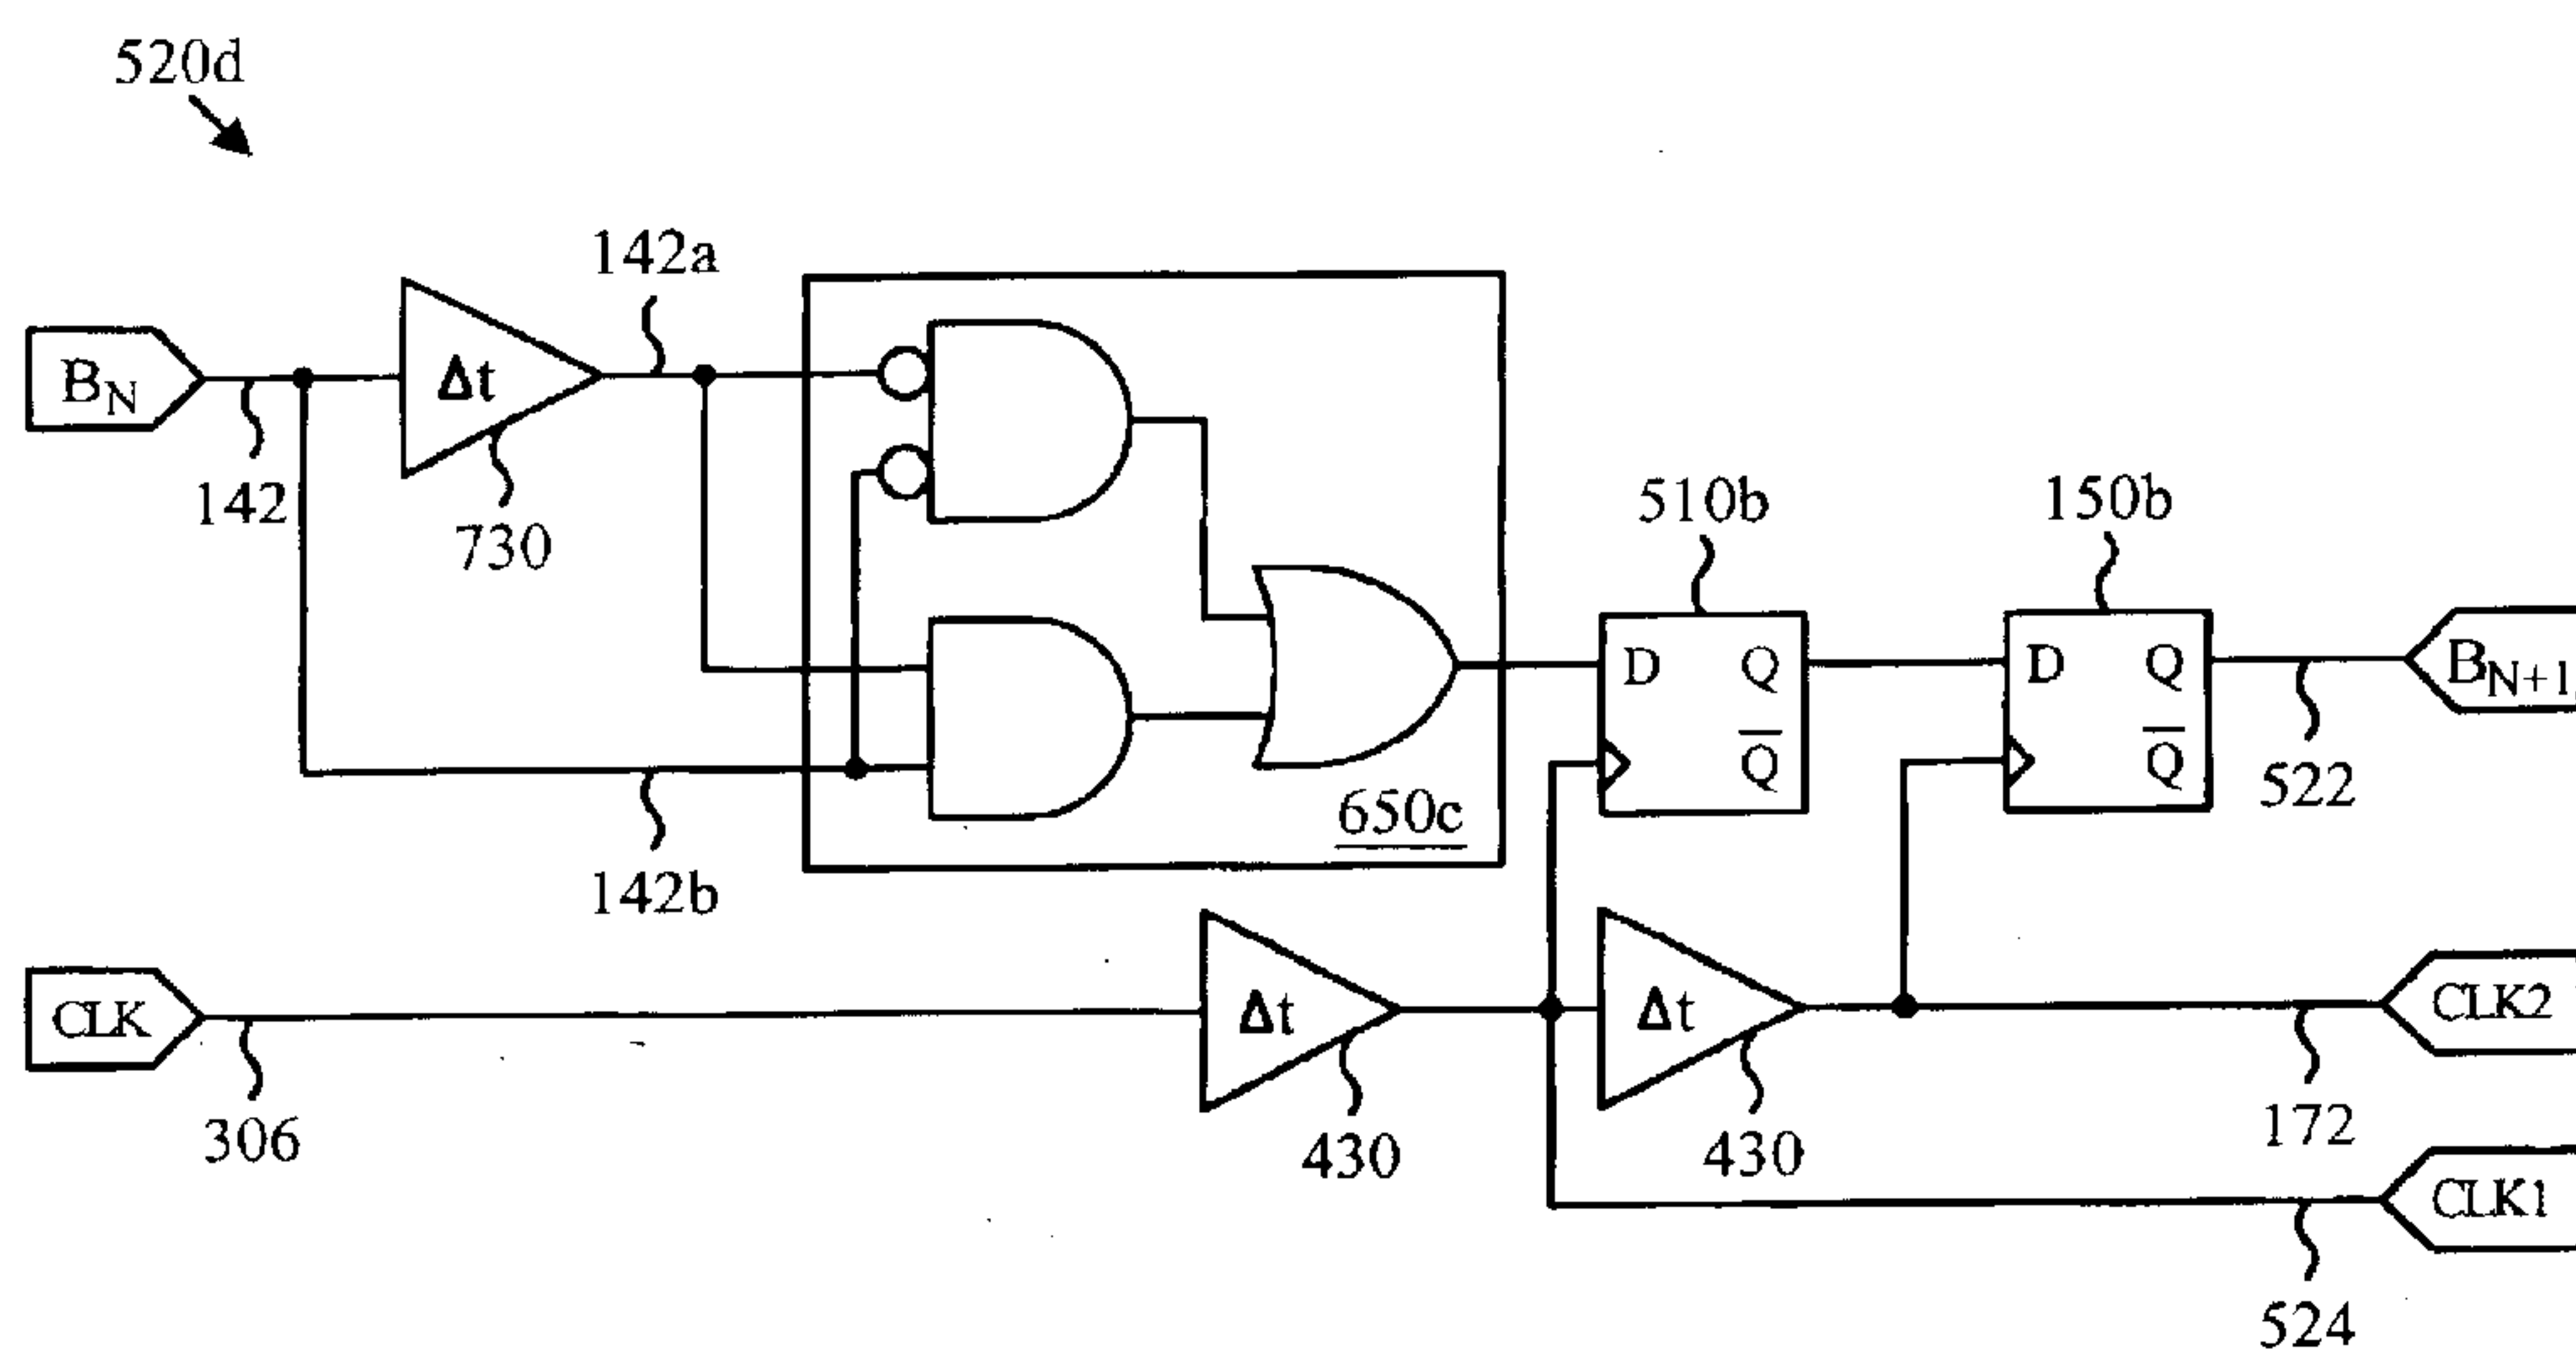 520d
142a
B_N
Δt
142
730
510b
150b
D Q
Q̅
D Q
Q̅
B_{N+1}
522
650c
142b
CLK
Δt
Δt
CLK2
306
430
430
172
CLK1
524